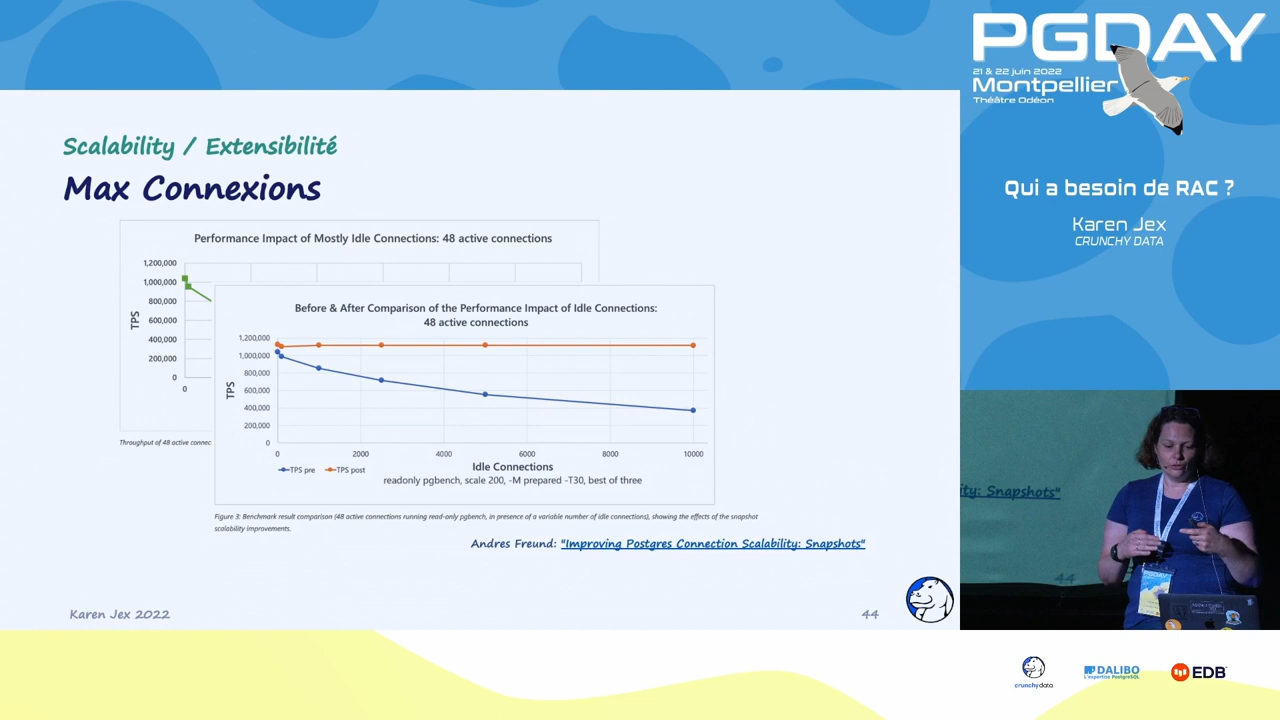 PGDAY
21 & 22 juin 2022
Montpellier
Théâtre Odéon
Qui a besoin de RAC ?
Karen Jex
CRUNCHY DATA
Scalability / Extensibilité
Max Connexions
Performance Impact of Mostly Idle Connections: 48 active connections
1,200,000
1,000,000
800,000
600,000
400,000
200,000
0
TPS
0
Throughput of 48 active connec
Before & After Comparison of the Performance Impact of Idle Connections:
48 active connections
1,200,000
1,000,000
800,000
600,000
400,000
200,000
0
TPS
0 2000 4000 6000 8000 10000
Idle Connections
TPS pre TPS post
readonly pgbench, scale 200, -M prepared -T30, best of three
Figure 3: Benchmark result comparison (48 active connections running read-only pgbench, in presence of a variable number of idle connections), showing the effects of the snapshot
scalability improvements.
Andres Freund: "Improving Postgres Connection Scalability: Snapshots"
Karen Jex 2022
44
ity: Snapshots"
44
PGDAY
crunchydata
DALIBO
L'expertise PostgreSQL
EDB